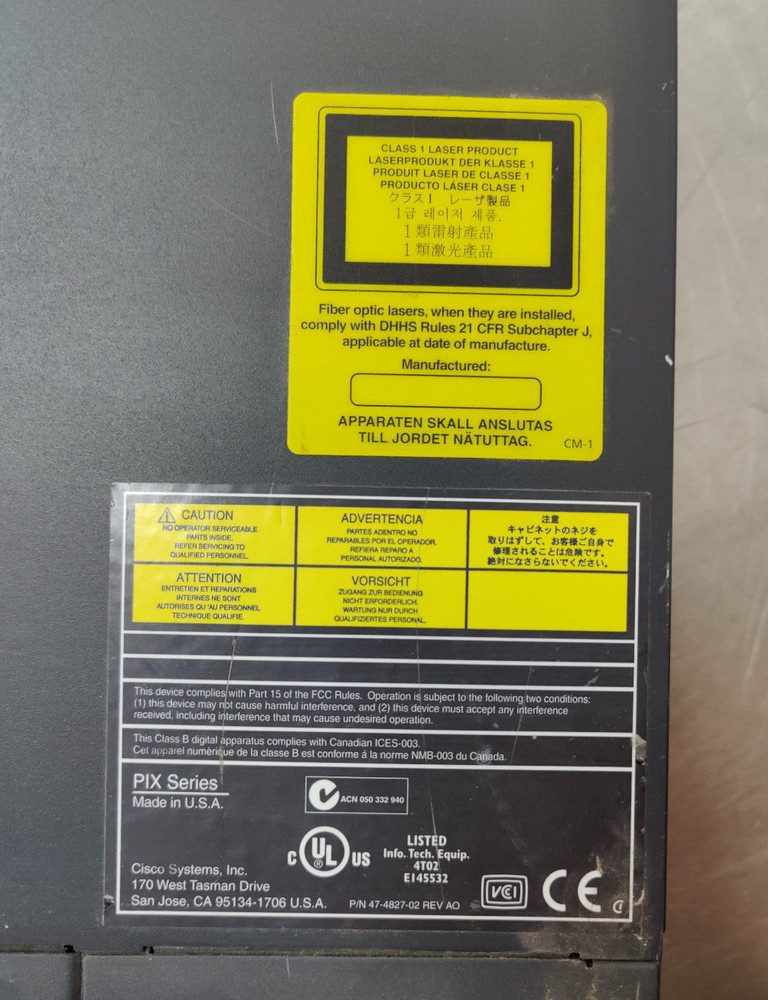 CLASS 1 LASER PRODUCT
LASERPRODUKT DER KLASSE 1
PRODUIT LASER DE CLASSE 1
PRODUCTO LÁSER CLASE 1
クラス1 レーザ製品
1급 레이저 제품.
1類雷射產品
1類激光產品
Fiber optic lasers, when they are installed,
comply with DHHS Rules 21 CFR Subchapter J,
applicable at date of manufacture.
Manufactured:
APPARATEN SKALL ANSLUTAS
TILL JORDET NÄTUTTAG.
CM-1
CAUTION
NO OPERATOR SERVICEABLE
PARTS INSIDE.
REFER SERVICING TO
QUALIFIED PERSONNEL.
ADVERTENCIA
PARTES ADENTRO NO
REPARABLES POR EL OPERADOR.
REFIERA REPARO A
PERSONAL AUTORIZADO.
注意
キャビネットのネジを
取りはずして、お客様ご自身で
修理されることは危険です。
絶対になさらないでください。
ATTENTION
ENTRETIEN ET REPARATIONS
INTERNES NE SONT
AUTORISES QU 'AU PERSONNEL
TECHNIQUE QUALIFIE.
VORSICHT
ZUGANG ZUR BEDIENUNG
NICHT ERFORDERLICH.
WARTUNG NUR DURCH
QUALIFIZIERTES PERSONAL.
This device complies with Part 15 of the FCC Rules. Operation is subject to the following two conditions:
(1) this device may not cause harmful interference, and (2) this device must accept any interference
received, including interference that may cause undesired operation.
This Class B digital apparatus complies with Canadian ICES-003.
Cet apparel numérique de la classe B est conforme á la norme NMB-003 du Canada.
PIX Series
Made in U.S.A.
ACN 050 332 940
C UL US
®
LISTED
Info. Tech. Equip.
4T02
E145532
Cisco Systems, Inc.
170 West Tasman Drive
San Jose, CA 95134-1706 U.S.A.
P/N 47-4827-02 REV AO
VCI
CE